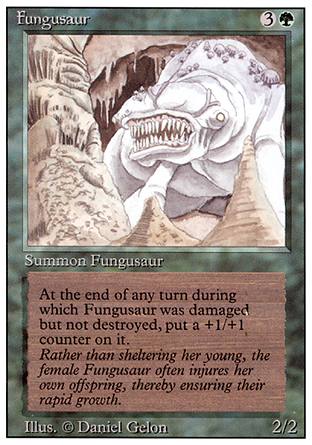 Fungusaur 3
Summon Fungusaur
At the end of any turn during
which Fungusaur was damaged
but not destroyed, put a +1/+1
counter on it.
Rather than sheltering her young, the
female Fungusaur often injures her
own offspring, thereby ensuring their
rapid growth.
Illus. © Daniel Gelon 2/2